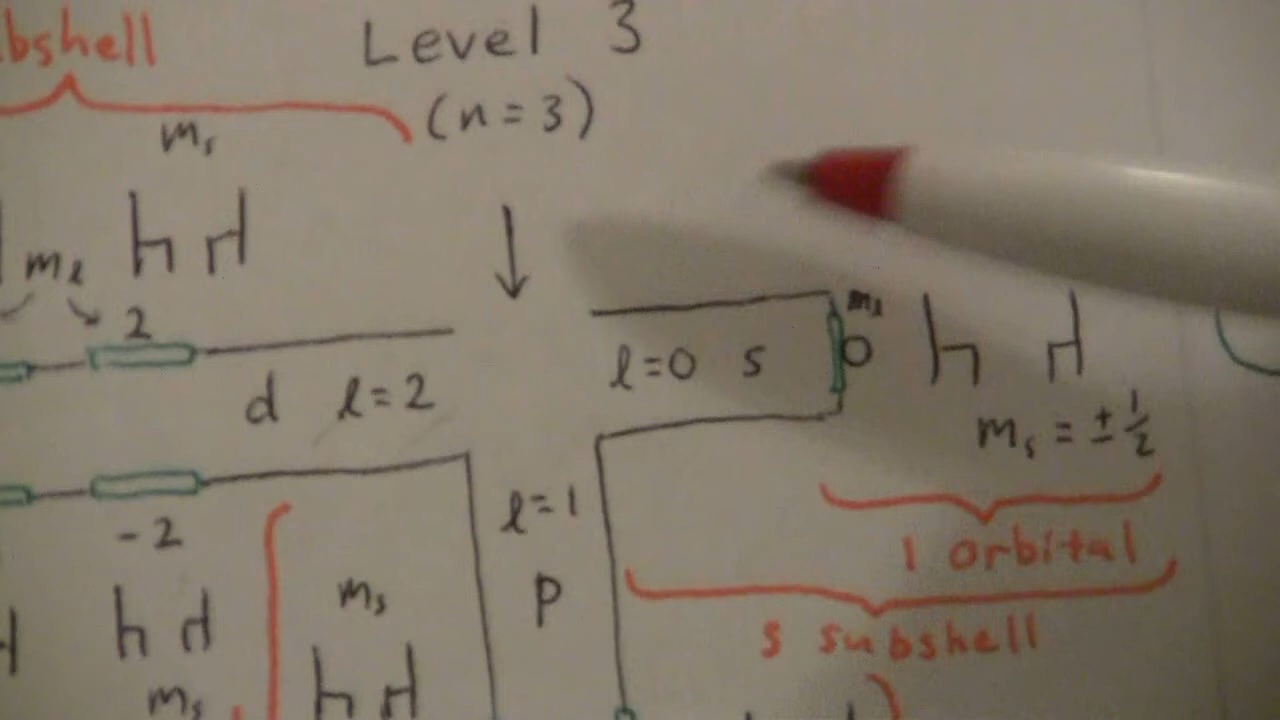 bshell
Level 3
(n=3)
ms
ml
2
d l=2
l=0 s
ml
0
ms = ± 1/2
-2
l=1
p
1 orbital
s subshell
ms
ms